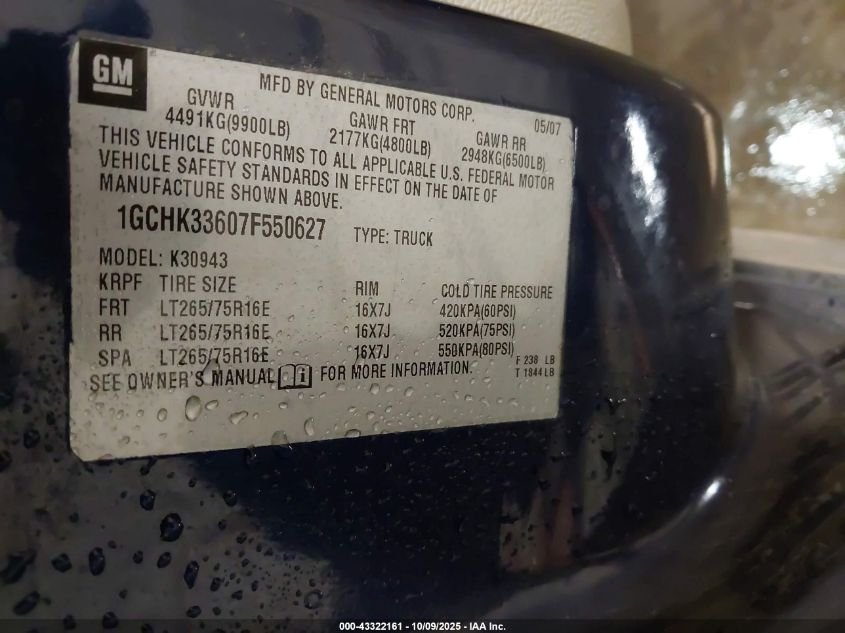 GM
MFD BY GENERAL MOTORS CORP. 05/07
GVWR GAWR FRT GAWR RR
4491KG(9900LB) 2177KG(4800LB) 2948KG(6500LB)
THIS VEHICLE CONFORMS TO ALL APPLICABLE U.S. FEDERAL MOTOR
VEHICLE SAFETY STANDARDS IN EFFECT ON THE DATE OF
MANUFACTURE SHOWN ABOVE.
1GCHK33607F550627 TYPE: TRUCK
MODEL: K30943
KRPF TIRE SIZE RIM COLD TIRE PRESSURE
FRT LT265/75R16E 16X7J 420KPA(60PSI)
RR LT265/75R16E 16X7J 520KPA(75PSI)
SPA LT265/75R16E 16X7J 550KPA(80PSI)
F 238 LB
T 1844 LB
SEE OWNER'S MANUAL i FOR MORE INFORMATION.
000-43322161 - 10/09/2025 - IAA Inc.